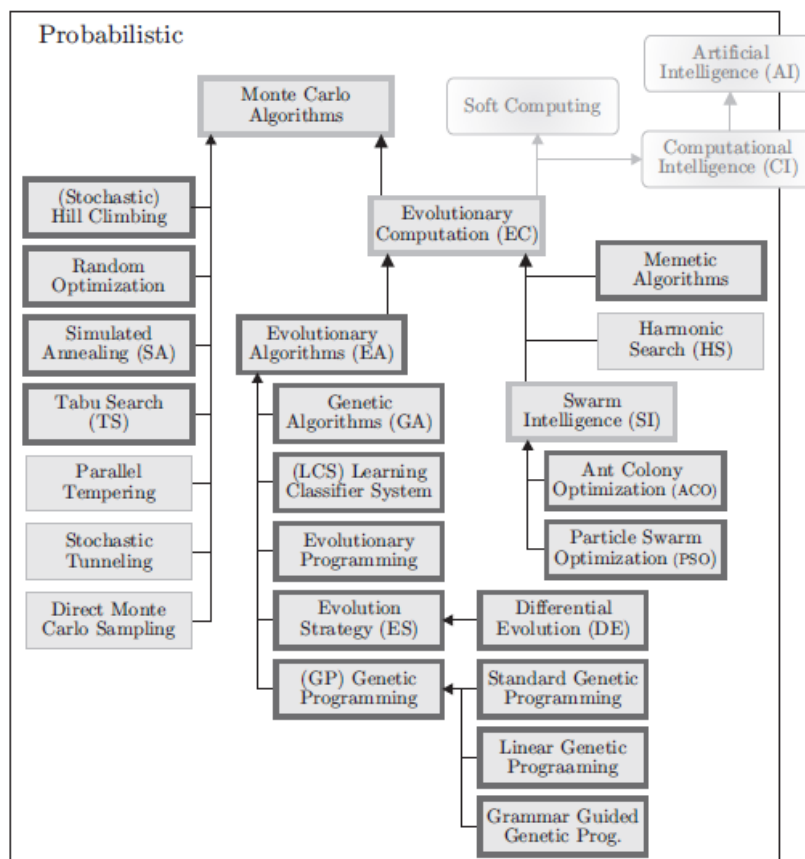 Probabilistic
Artificial
Intelligence (AI)
Monte Carlo
Algorithms
Soft Computing
Computational
Intelligence (CI)
(Stochastic)
Hill Climbing
Evolutionary
Computation (EC)
Random
Optimization
Memetic
Algorithms
Simulated
Annealing (SA)
Evolutionary
Algorithms (EA)
Harmonic
Search (HS)
Tabu Search
(TS)
Genetic
Algorithms (GA)
Swarm
Intelligence (SI)
Parallel
Tempering
(LCS) Learning
Classifier System
Ant Colony
Optimization (ACO)
Stochastic
Tunneling
Evolutionary
Programming
Particle Swarm
Optimization (PSO)
Direct Monte
Carlo Sampling
Evolution
Strategy (ES)
Differential
Evolution (DE)
(GP) Genetic
Programming
Standard Genetic
Programming
Linear Genetic
Prograaming
Grammar Guided
Genetic Prog.